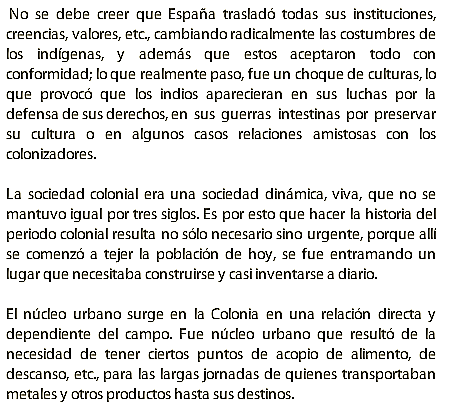 No se debe creer que España trasladó todas sus instituciones,
creencias, valores, etc., cambiando radicalmente las costumbres de
los indígenas, y además que estos aceptaron todo con
conformidad; lo que realmente paso, fue un choque de culturas, lo
que provocó que los indios aparecieran en sus luchas por la
defensa de sus derechos, en sus guerras intestinas por preservar
su cultura o en algunos casos relaciones amistosas con los
colonizadores.
La sociedad colonial era una sociedad dinámica, viva, que no se
mantuvo igual por tres siglos. Es por esto que hacer la historia del
periodo colonial resulta no sólo necesario sino urgente, porque allí
se comenzó a tejer la población de hoy, se fue entramando un
lugar que necesitaba construirse y casi inventarse a diario.
El núcleo urbano surge en la Colonia en una relación directa y
dependiente del campo. Fue núcleo urbano que resultó de la
necesidad de tener ciertos puntos de acopio de alimento, de
descanso, etc., para las largas jornadas de quienes transportaban
metales y otros productos hasta sus destinos.